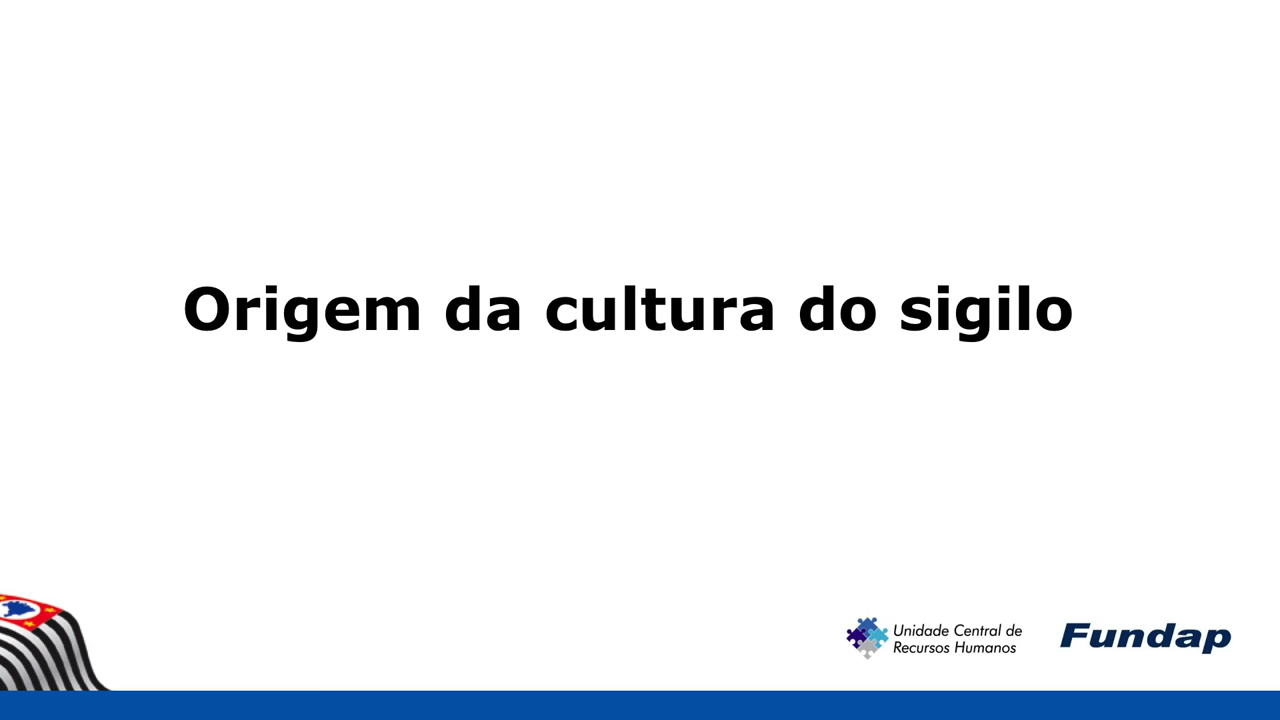 Origem da cultura do sigilo
Unidade Central de
Recursos Humanos
Fundap